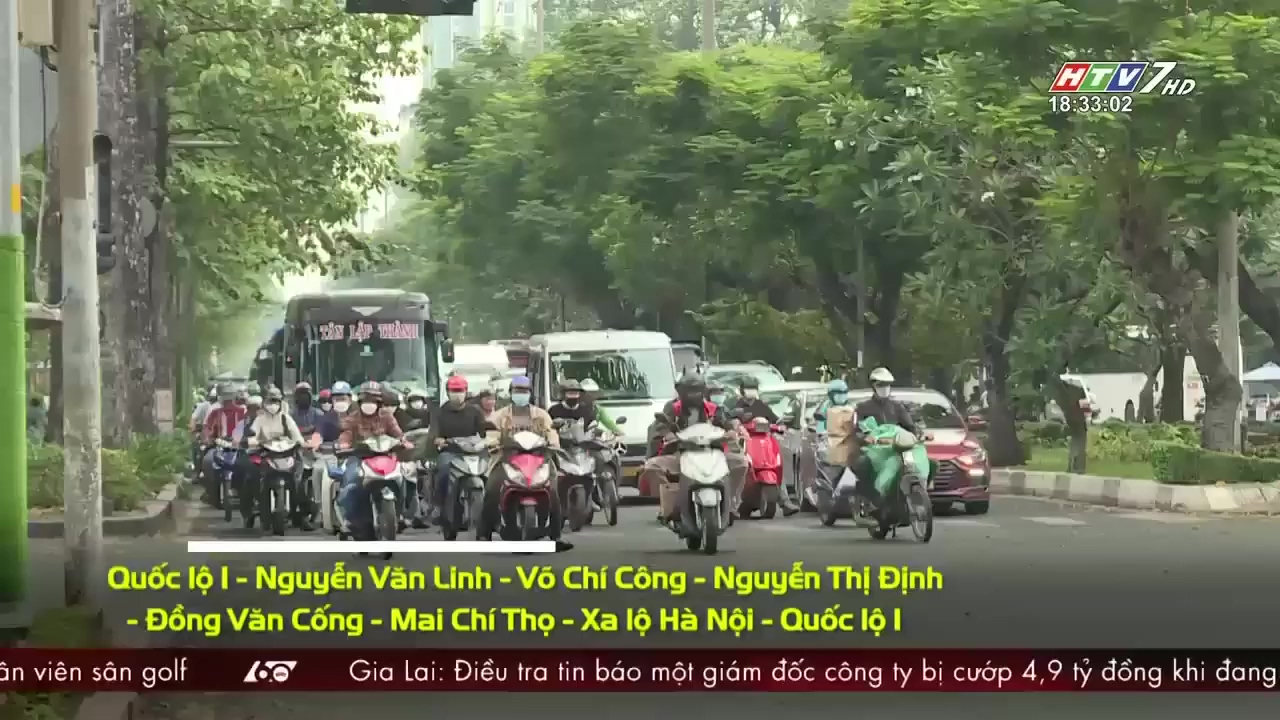 HTV7HD
18:33:02
TÂN LẬP THÀNH
Quốc lộ I - Nguyễn Văn Linh - Võ Chí Công - Nguyễn Thị Định
- Đồng Văn Cống - Mai Chí Thọ - Xa lộ Hà Nội - Quốc lộ I
ân viên sân golf 60 Gia Lai: Điều tra tin báo một giám đốc công ty bị cướp 4,9 tỷ đồng khi đang